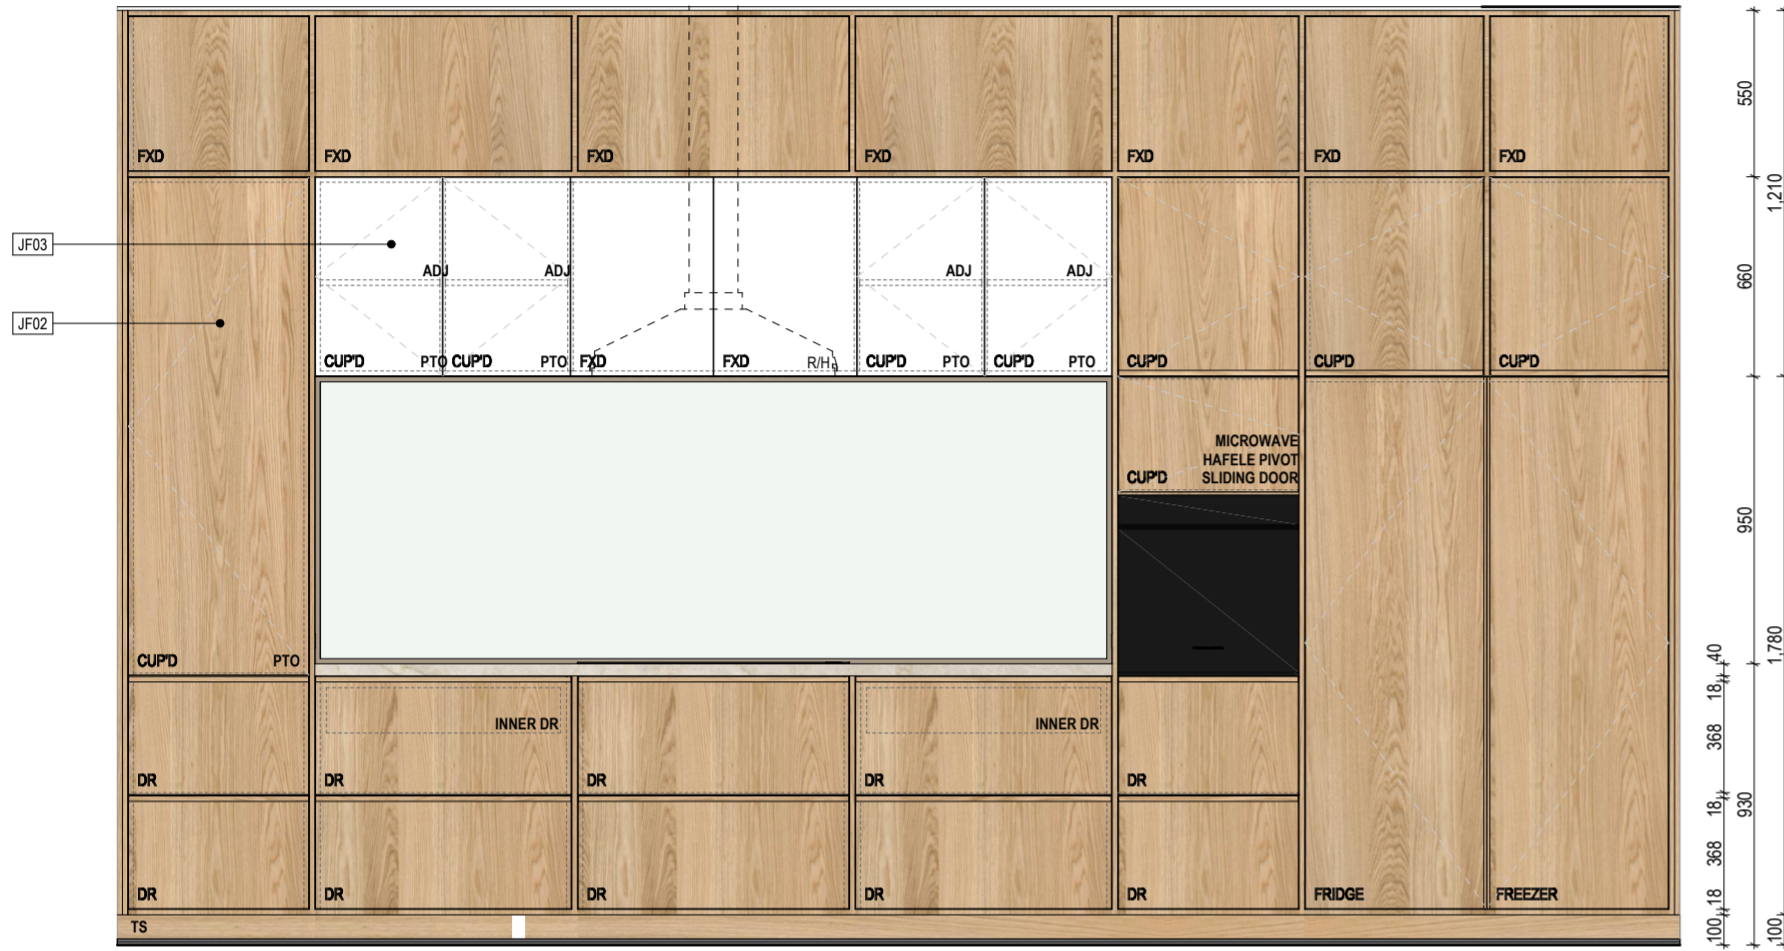 FXD
FXD
FXD
FXD
FXD
FXD
FXD
550
1,210
JF03
ADJ
ADJ
ADJ
ADJ
660
JF02
CUP'D
PTO
CUP'D
PTO
FXD
FXD
R/H
CUP'D
PTO
CUP'D
PTO
CUP'D
CUP'D
CUP'D
MICROWAVE
HAFELE PIVOT
CUP'D
SLIDING DOOR
950
CUP'D
PTO
40
1,780
18
INNER DR
INNER DR
368
DR
DR
DR
DR
DR
18
930
368
DR
DR
DR
DR
DR
FRIDGE
FREEZER
18
TS
100
100